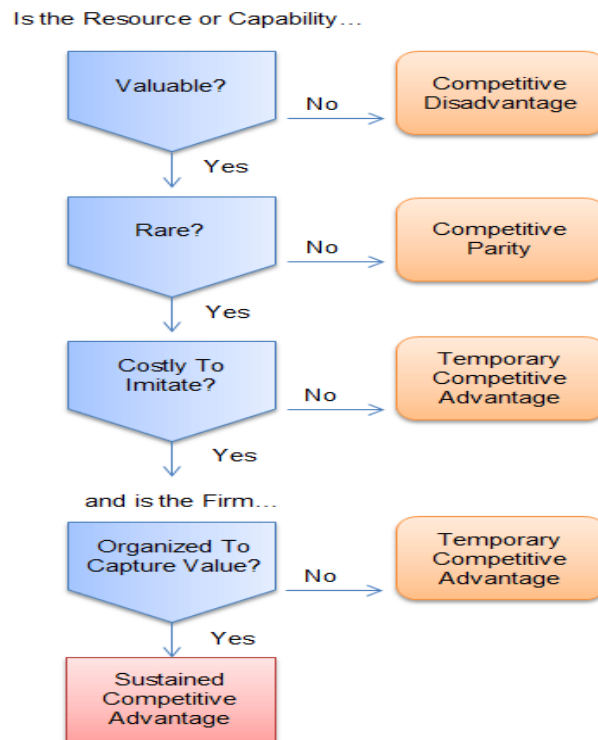 Is the Resource or Capability…
Valuable?
No
Competitive
Disadvantage
Yes
Rare?
No
Competitive
Parity
Yes
Costly To
Imitate?
No
Temporary
Competitive
Advantage
Yes
and is the Firm…
Organized To
Capture Value?
No
Temporary
Competitive
Advantage
Yes
Sustained
Competitive
Advantage